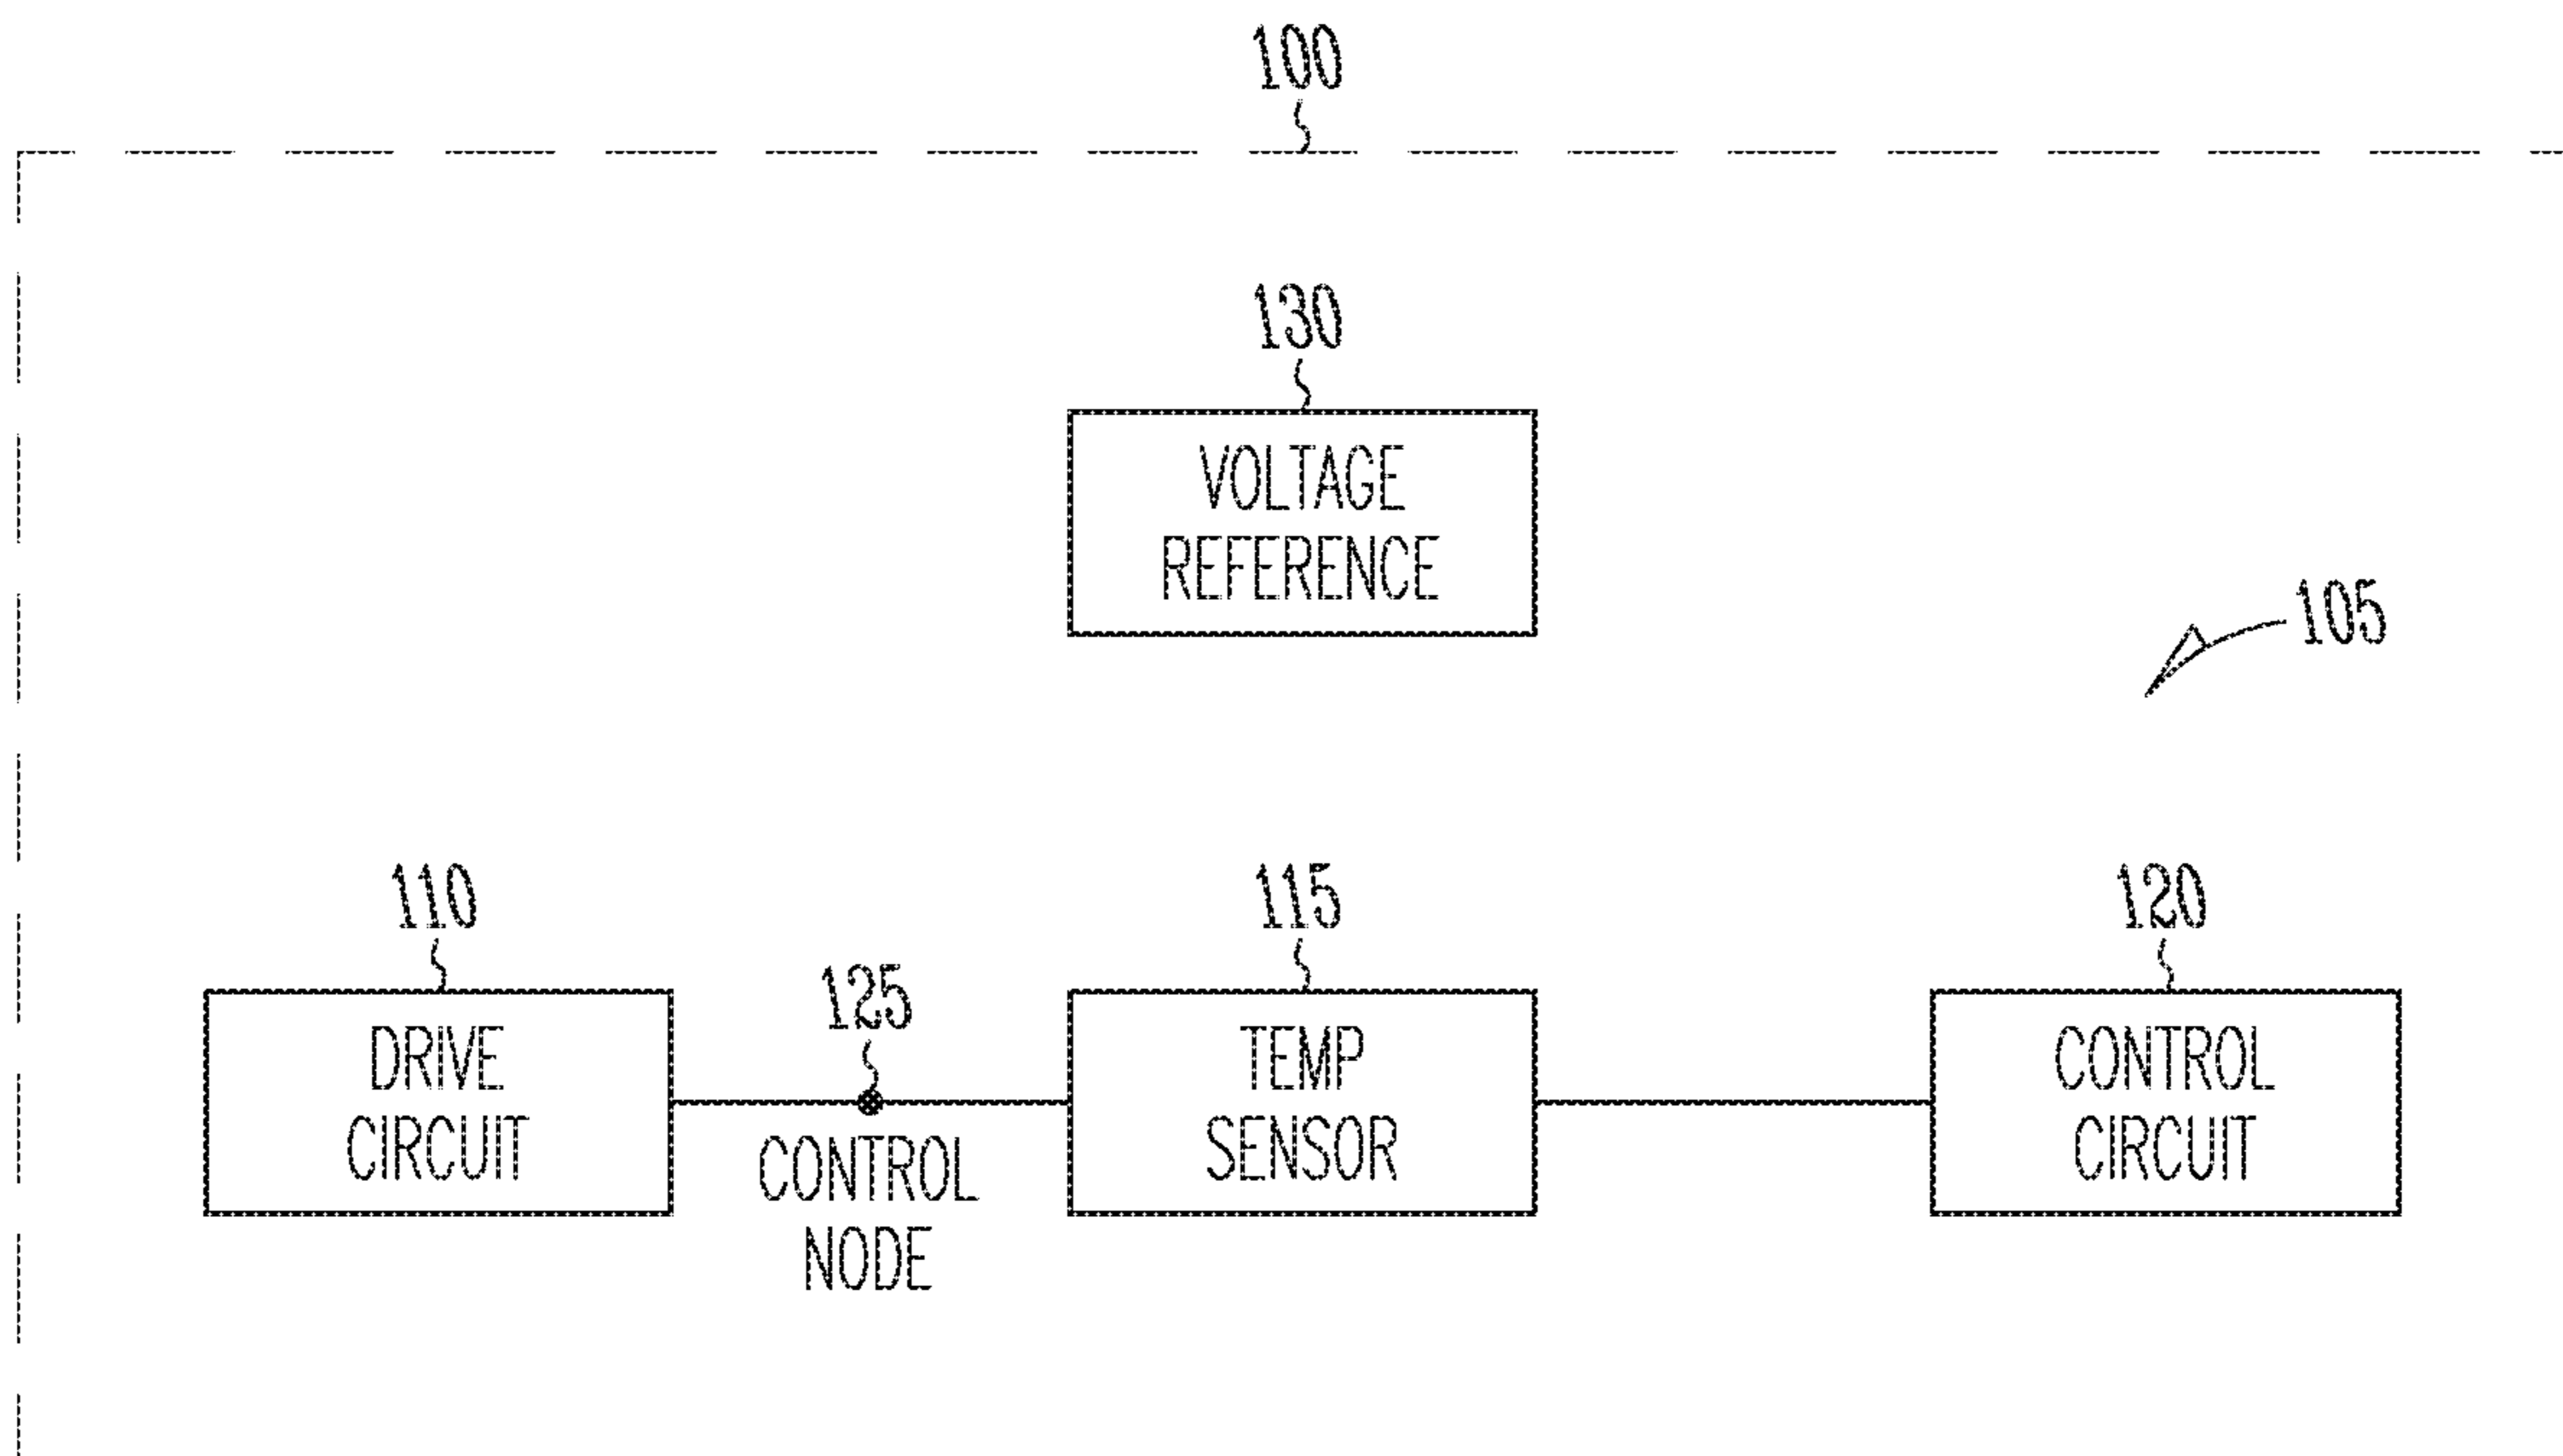 100
130
VOLTAGE
REFERENCE
105
110
115
120
125
DRIVE
CIRCUIT
CONTROL
NODE
TEMP
SENSOR
CONTROL
CIRCUIT